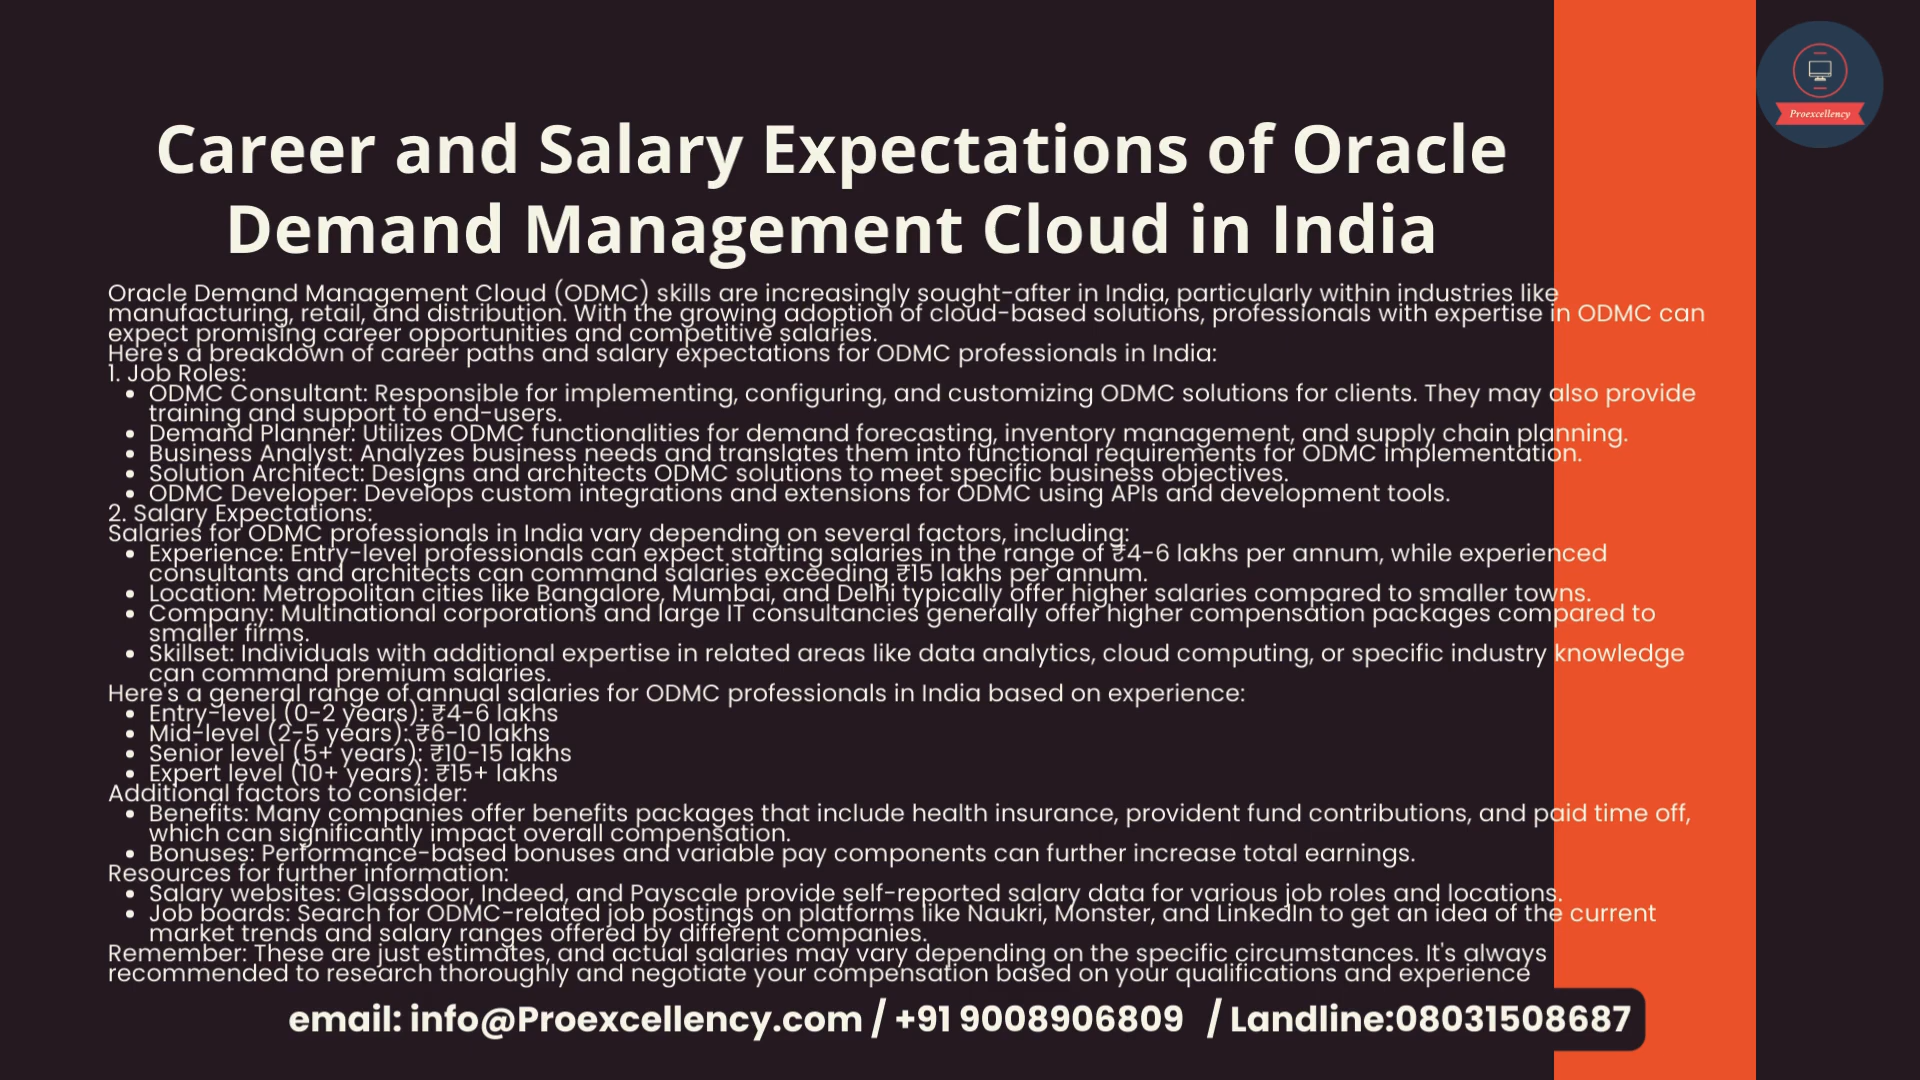 Proexcellency
Career and Salary Expectations of Oracle
Demand Management Cloud in India
Oracle Demand Management Cloud (ODMC) skills are increasingly sought-after in India, particularly within industries like
manufacturing, retail, and distribution. With the growing adoption of cloud-based solutions, professionals with expertise in ODMC can
expect promising career opportunities and competitive salaries.
Here's a breakdown of career paths and salary expectations for ODMC professionals in India:
1. Job Roles:
• ODMC Consultant: Responsible for implementing, configuring, and customizing ODMC solutions for clients. They may also provide
training and support to end-users.
• Demand Planner: Utilizes ODMC functionalities for demand forecasting, inventory management, and supply chain planning.
• Business Analyst: Analyzes business needs and translates them into functional requirements for ODMC implementation.
• Solution Architect: Designs and architects ODMC solutions to meet specific business objectives.
• ODMC Developer: Develops custom integrations and extensions for ODMC using APIs and development tools.
2. Salary Expectations:
Salaries for ODMC professionals in India vary depending on several factors, including:
• Experience: Entry-level professionals can expect starting salaries in the range of ₹4-6 lakhs per annum, while experienced
consultants and architects can command salaries exceeding ₹15 lakhs per annum.
• Location: Metropolitan cities like Bangalore, Mumbai, and Delhi typically offer higher salaries compared to smaller towns.
• Company: Multinational corporations and large IT consultancies generally offer higher compensation packages compared to
smaller firms.
• Skillset: Individuals with additional expertise in related areas like data analytics, cloud computing, or specific industry knowledge
can command premium salaries.
Here's a general range of annual salaries for ODMC professionals in India based on experience:
• Entry-level (0-2 years): ₹4-6 lakhs
• Mid-level (2-5 years): ₹6-10 lakhs
• Senior level (5+ years): ₹10-15 lakhs
• Expert level (10+ years): ₹15+ lakhs
Additional factors to consider:
• Benefits: Many companies offer benefits packages that include health insurance, provident fund contributions, and paid time off,
which can significantly impact overall compensation.
• Bonuses: Performance-based bonuses and variable pay components can further increase total earnings.
Resources for further information:
• Salary websites: Glassdoor, Indeed, and Payscale provide self-reported salary data for various job roles and locations.
• Job boards: Search for ODMC-related job postings on platforms like Naukri, Monster, and LinkedIn to get an idea of the current
market trends and salary ranges offered by different companies.
Remember: These are just estimates, and actual salaries may vary depending on the specific circumstances. It's always
recommended to research thoroughly and negotiate your compensation based on your qualifications and experience
email: info@Proexcellency.com / +91 9008906809 / Landline:08031508687